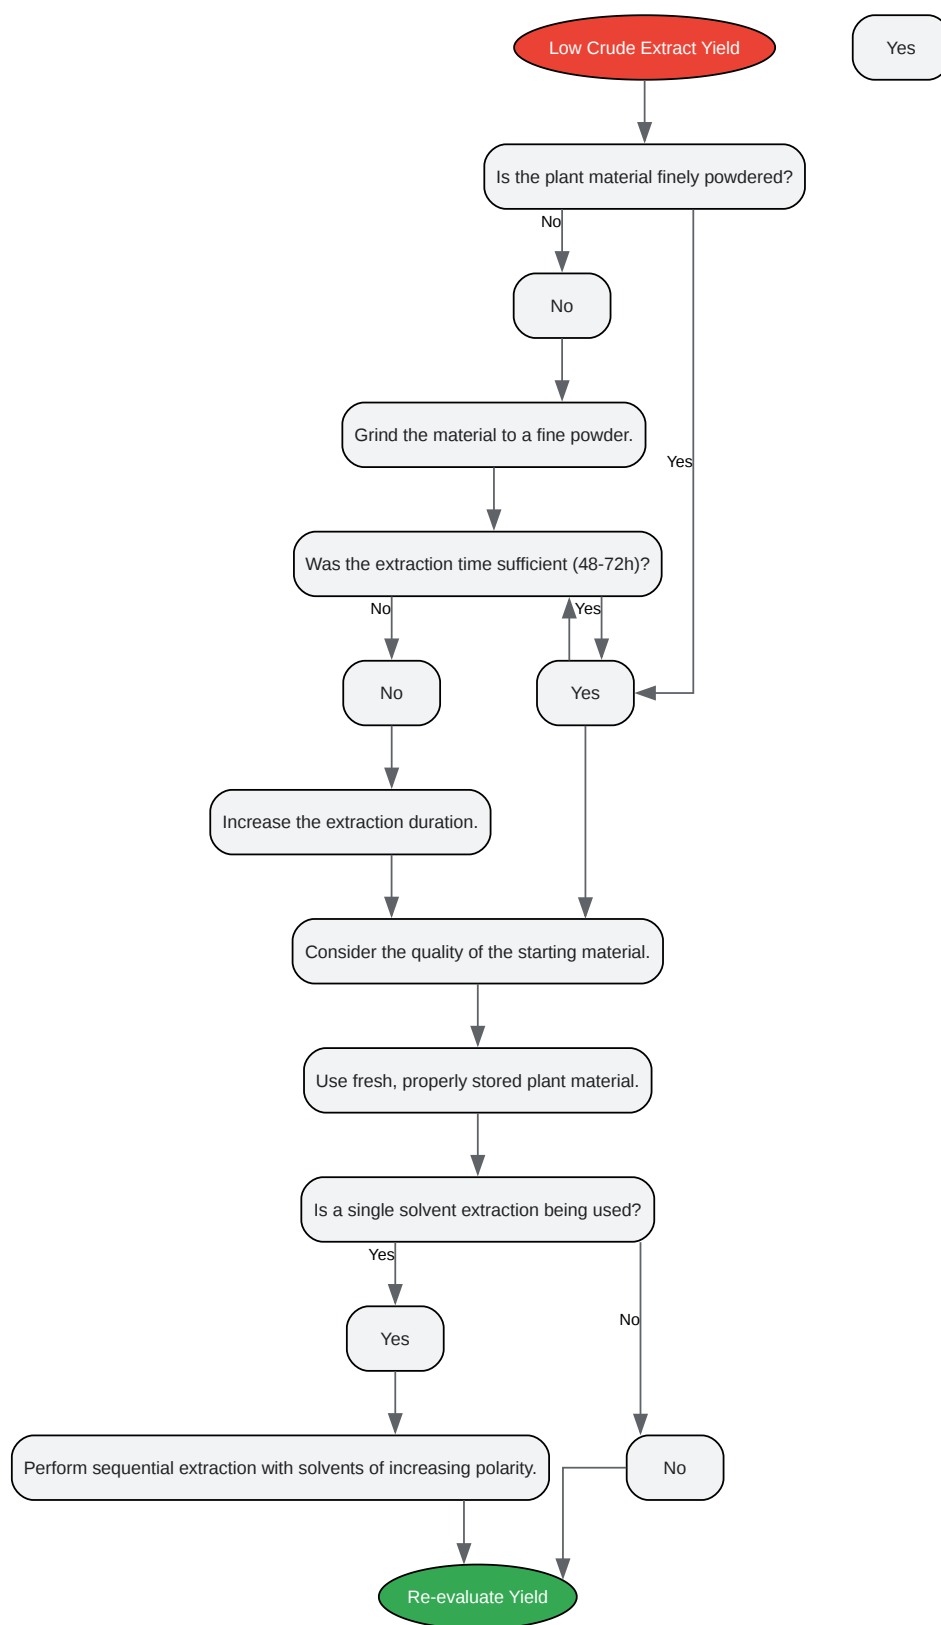 Low Crude Extract Yield
Yes
Is the plant material finely powdered?
No
No
Grind the material to a fine powder.
Yes
Was the extraction time sufficient (48-72h)?
No
Yes
No
Yes
Increase the extraction duration.
Consider the quality of the starting material.
Use fresh, properly stored plant material.
Is a single solvent extraction being used?
Yes
No
Yes
Perform sequential extraction with solvents of increasing polarity.
No
Re-evaluate Yield